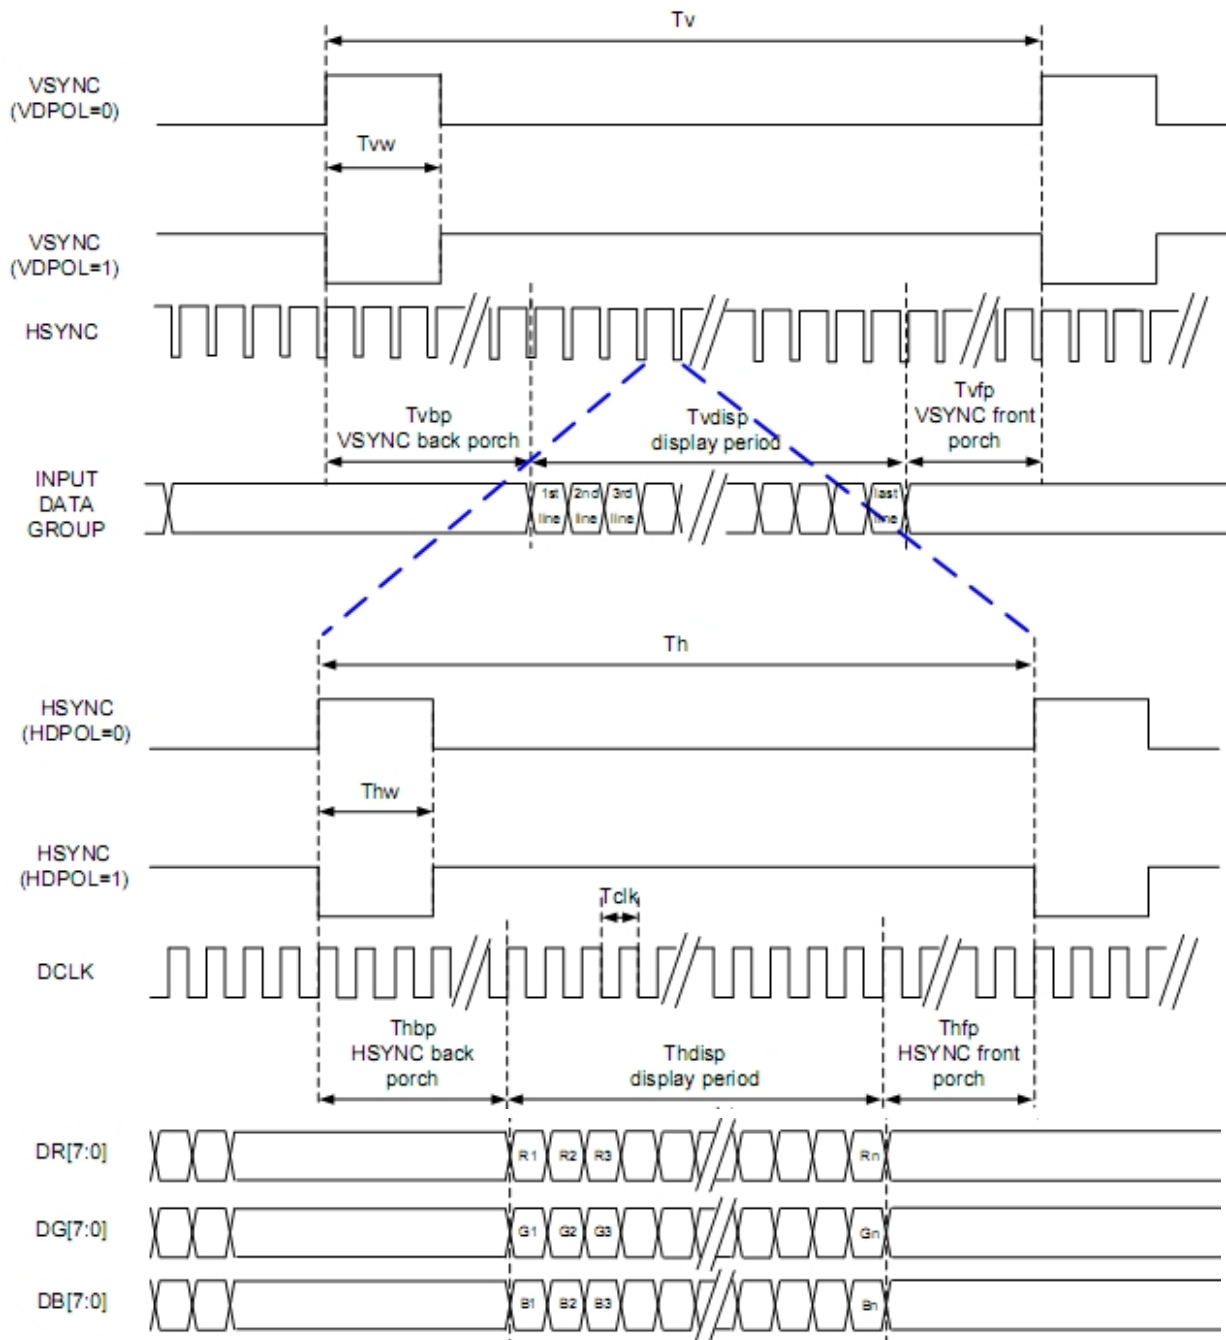 Tv
VSYNC
(VDPOL=0)
Tvw
VSYNC
(VDPOL=1)
HSYNC
Tvbp
VSYNC back porch
Tvdisp
display period
Tvfp
VSYNC front
porch
INPUT
DATA
GROUP
1st
line
2nd
line
3rd
line
last
line
Th
HSYNC
(HDPOL=0)
Thw
HSYNC
(HDPOL=1)
Tclk
DCLK
Thbp
HSYNC back
porch
Thdisp
display period
Thfp
HSYNC front
porch
DR[7:0]
R1 R2 R3 Rn
DG[7:0]
G1 G2 G3 Gn
DB[7:0]
B1 B2 B3 Bn